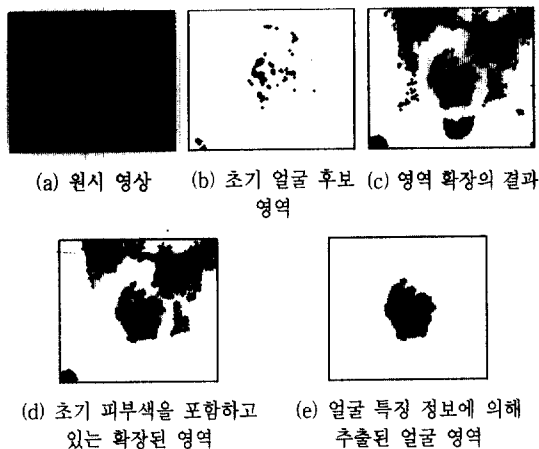 (a) 원시 영상
(b) 초기 얼굴 후보
영역
(c) 영역 확장의 결과
(d) 초기 피부색을 포함하고
있는 확장된 영역
(e) 얼굴 특징 정보에 의해
추출된 얼굴 영역